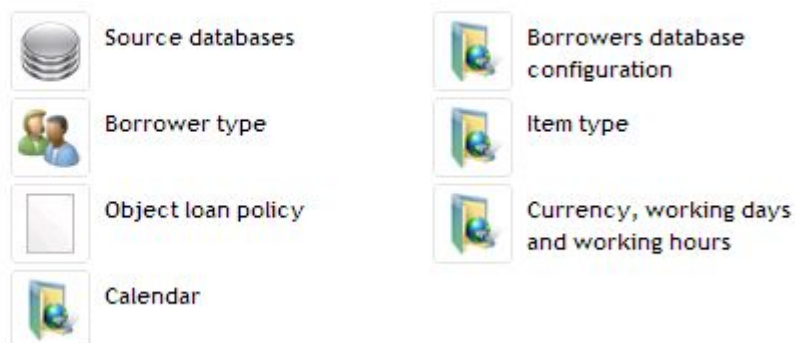 Source databases
Borrowers database
configuration
Borrower type
Item type
Object loan policy
Currency, working days
and working hours
Calendar